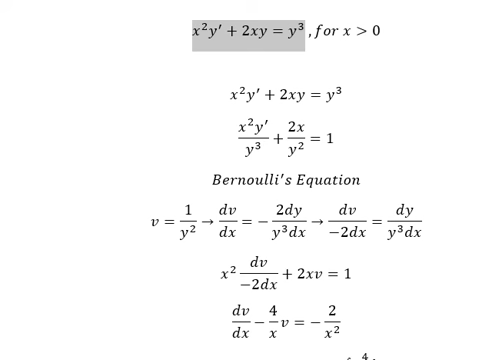 x²y′ + 2xy = y³ , for x > 0
x²y′ + 2xy = y³
x²y′/y³ + 2x/y² = 1
Bernoulli's Equation
v = 1/y² → dv/dx = − 2dy/y³dx → dv/−2dx = dy/y³dx
x² dv/−2dx + 2xv = 1
dv/dx − 4/x v = − 2/x²